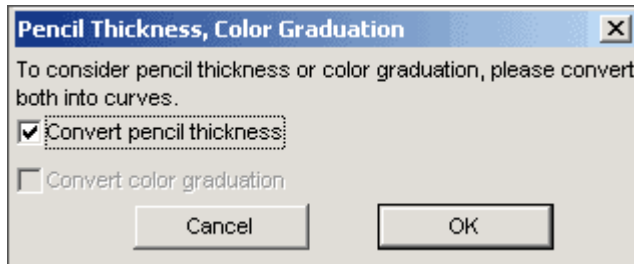 Pencil Thickness, Color Graduation
To consider pencil thickness or color graduation, please convert
both into curves.
Convert pencil thickness
Convert color graduation
Cancel OK